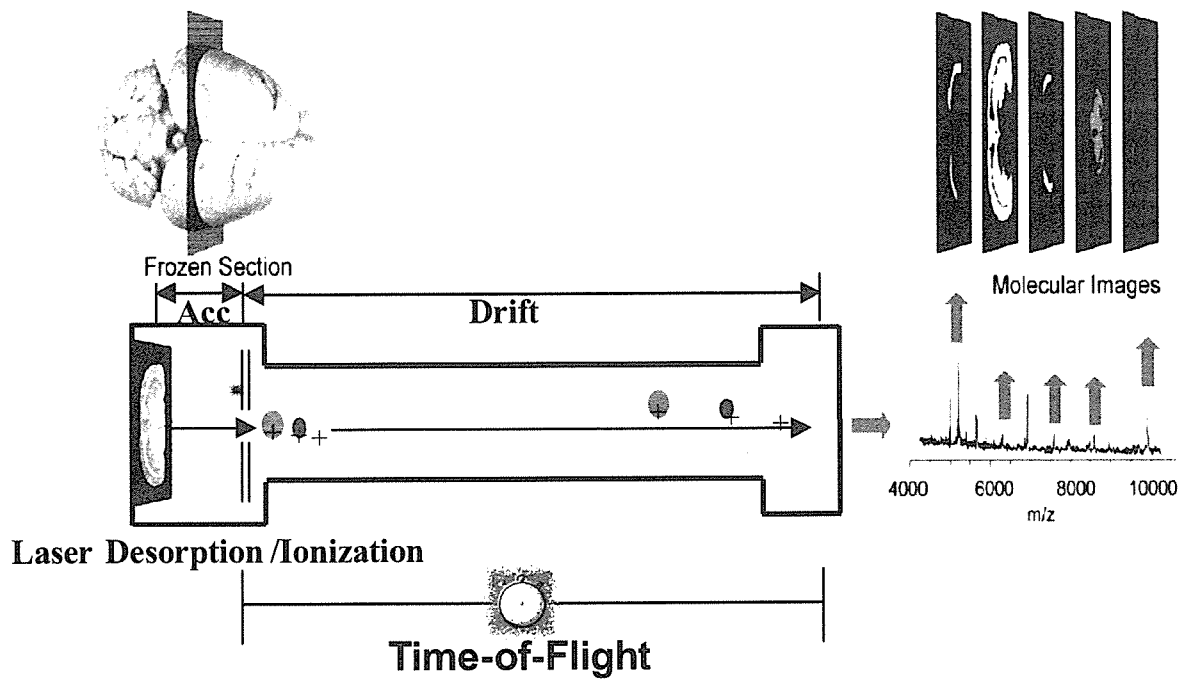 Frozen Section
Acc
Drift
Molecular Images
4000 6000 8000 10000
m/z
Laser Desorption /Ionization
Time-of-Flight